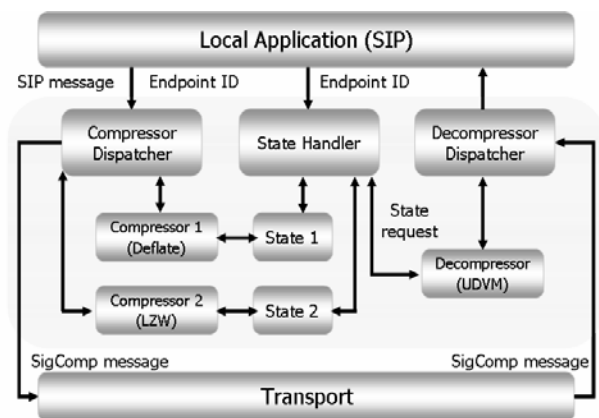 Local Application (SIP)
SIP message
Endpoint ID
Endpoint ID
Compressor
Dispatcher
State Handler
Decompressor
Dispatcher
State
request
Compressor 1
(Deflate)
State 1
Decompressor
(UDVM)
Compressor 2
(LZW)
State 2
SigComp message
SigComp message
Transport